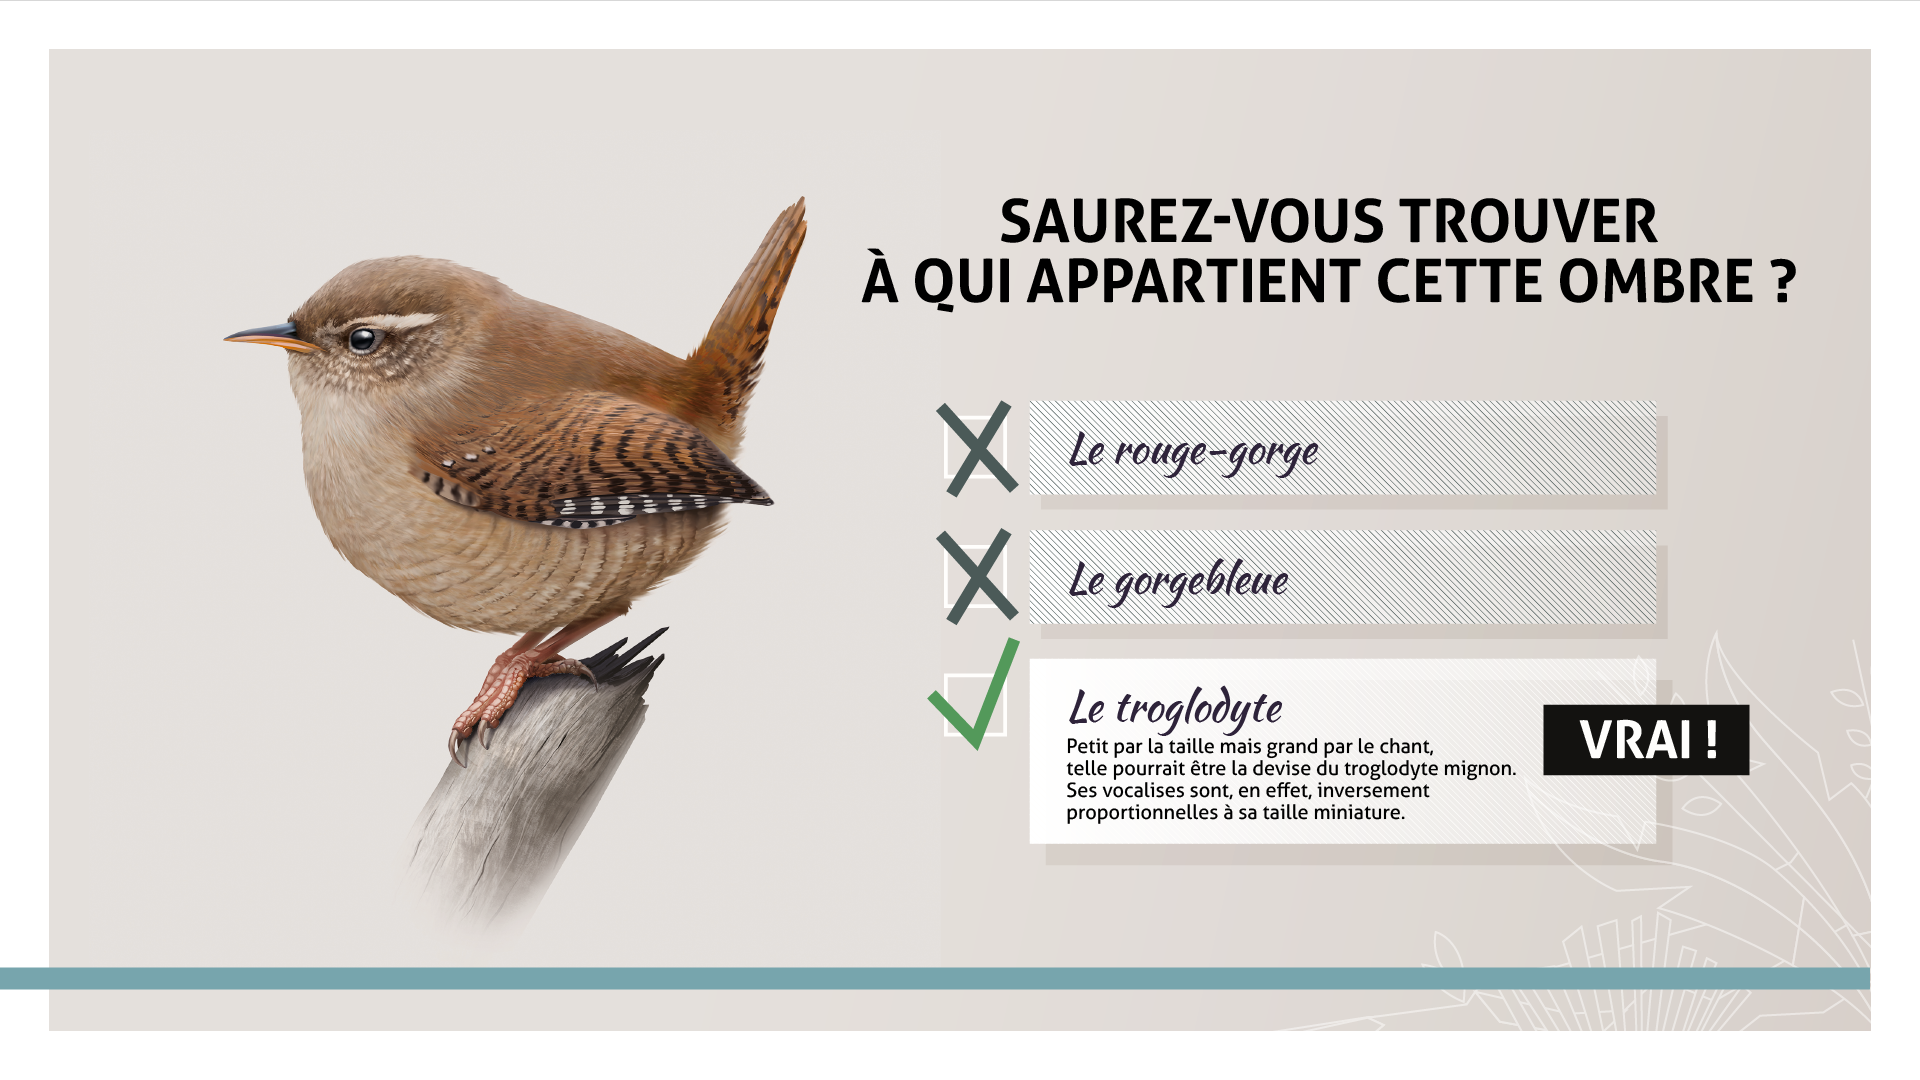 SAUREZ-VOUS TROUVER
À QUI APPARTIENT CETTE OMBRE ?
Le rouge-gorge
Le gorgebleue
Le troglodyte
Petit par la taille mais grand par le chant,
telle pourrait être la devise du troglodyte mignon.
Ses vocalises sont, en effet, inversement
proportionnelles à sa taille miniature.
VRAI !